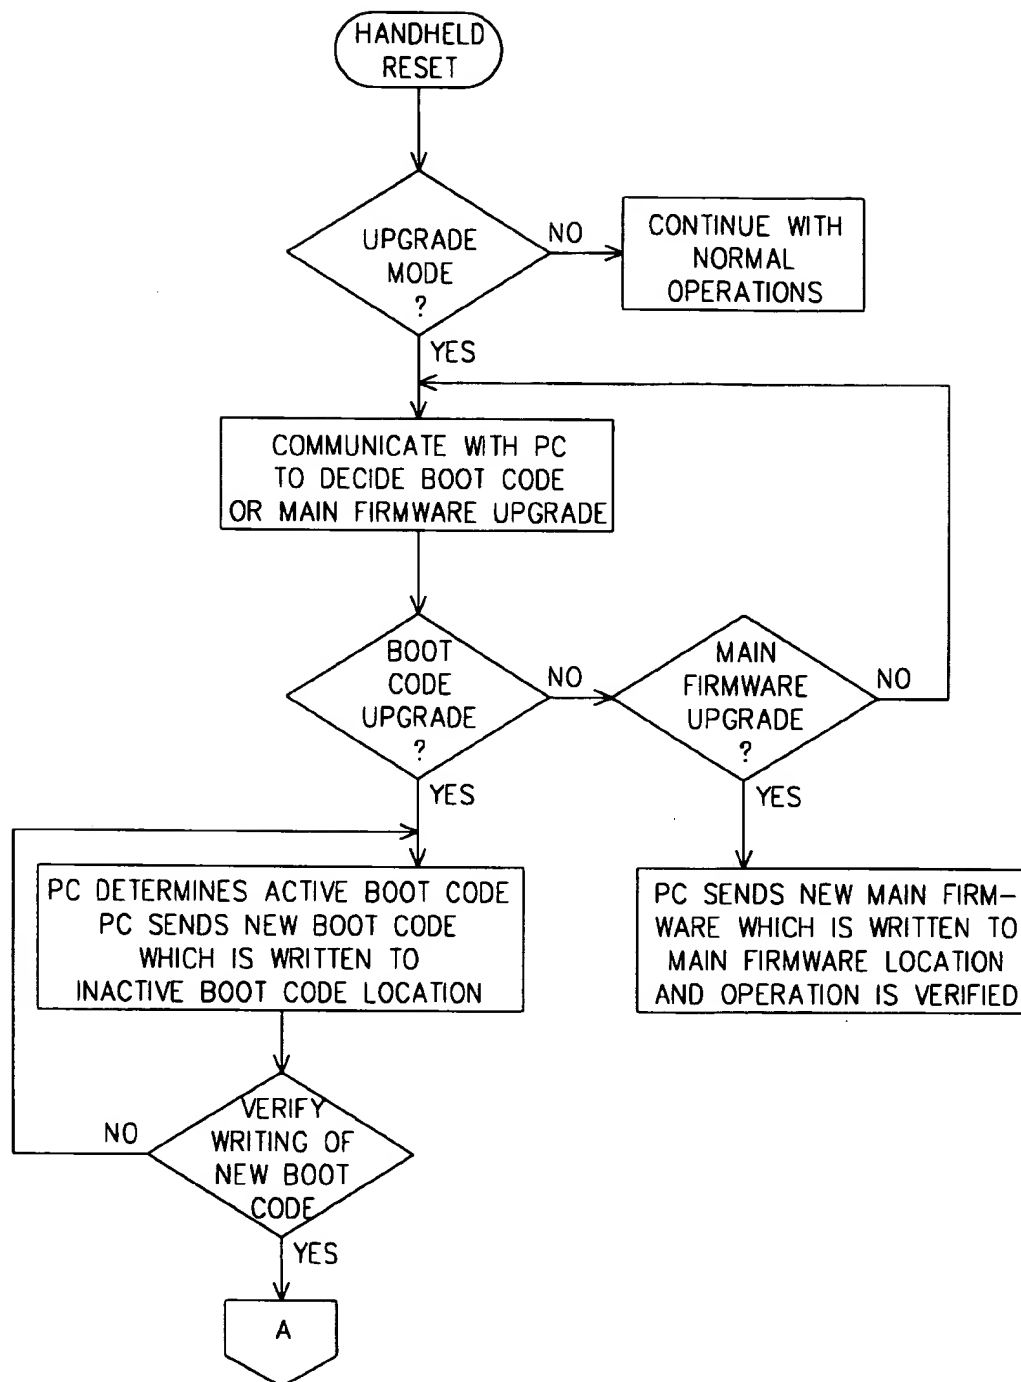 HANDHELD
RESET
UPGRADE
MODE
?
NO
CONTINUE WITH
NORMAL
OPERATIONS
YES
COMMUNICATE WITH PC
TO DECIDE BOOT CODE
OR MAIN FIRMWARE UPGRADE
BOOT
CODE
UPGRADE
?
NO
MAIN
FIRMWARE
UPGRADE
?
NO
YES
YES
PC DETERMINES ACTIVE BOOT CODE
PC SENDS NEW BOOT CODE
WHICH IS WRITTEN TO
INACTIVE BOOT CODE LOCATION
PC SENDS NEW MAIN FIRM-
WARE WHICH IS WRITTEN TO
MAIN FIRMWARE LOCATION
AND OPERATION IS VERIFIED
NO
VERIFY
WRITING OF
NEW BOOT
CODE
YES
A